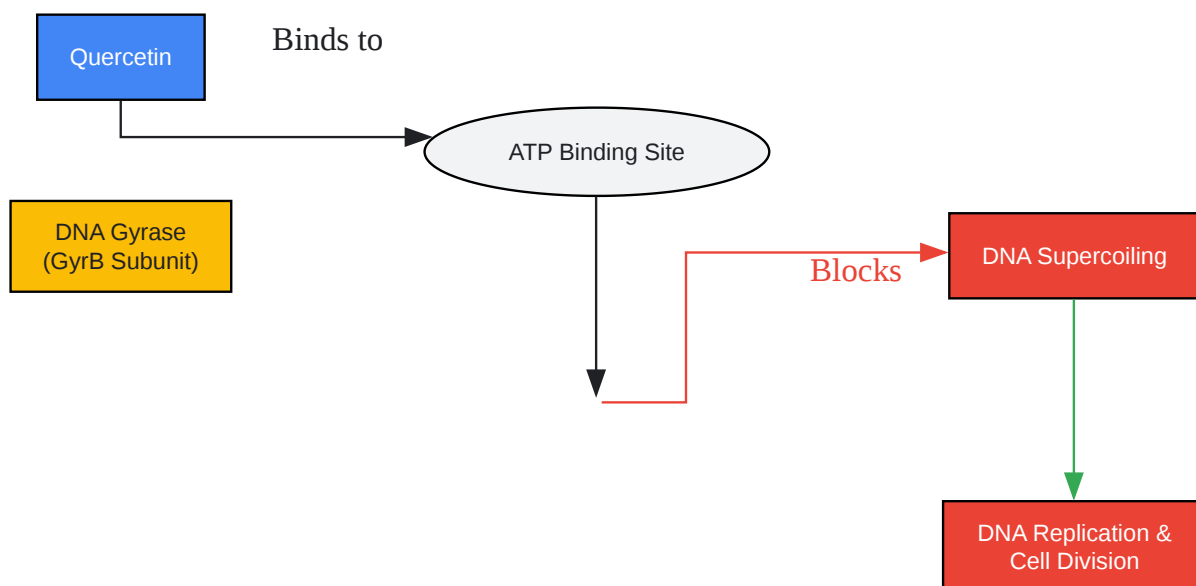 Quercetin
Binds to
ATP Binding Site
DNA Gyrase
(GyrB Subunit)
Blocks
DNA Supercoiling
DNA Replication &
Cell Division